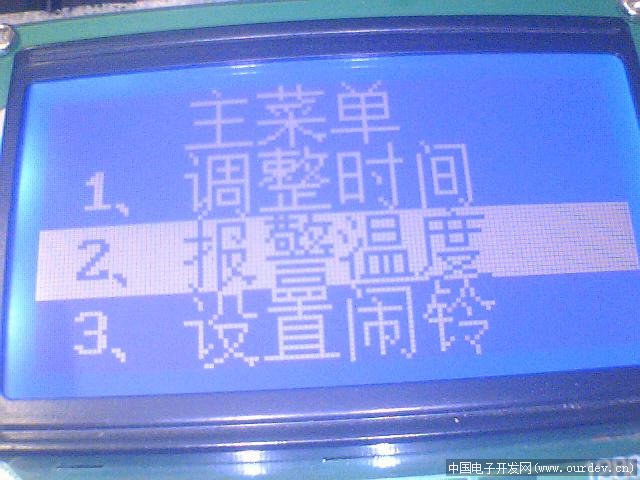 主菜单
1、 调整时间
2、 报警温度
3、 设置闹铃
中国电子开发网(www.ourdev.cn)